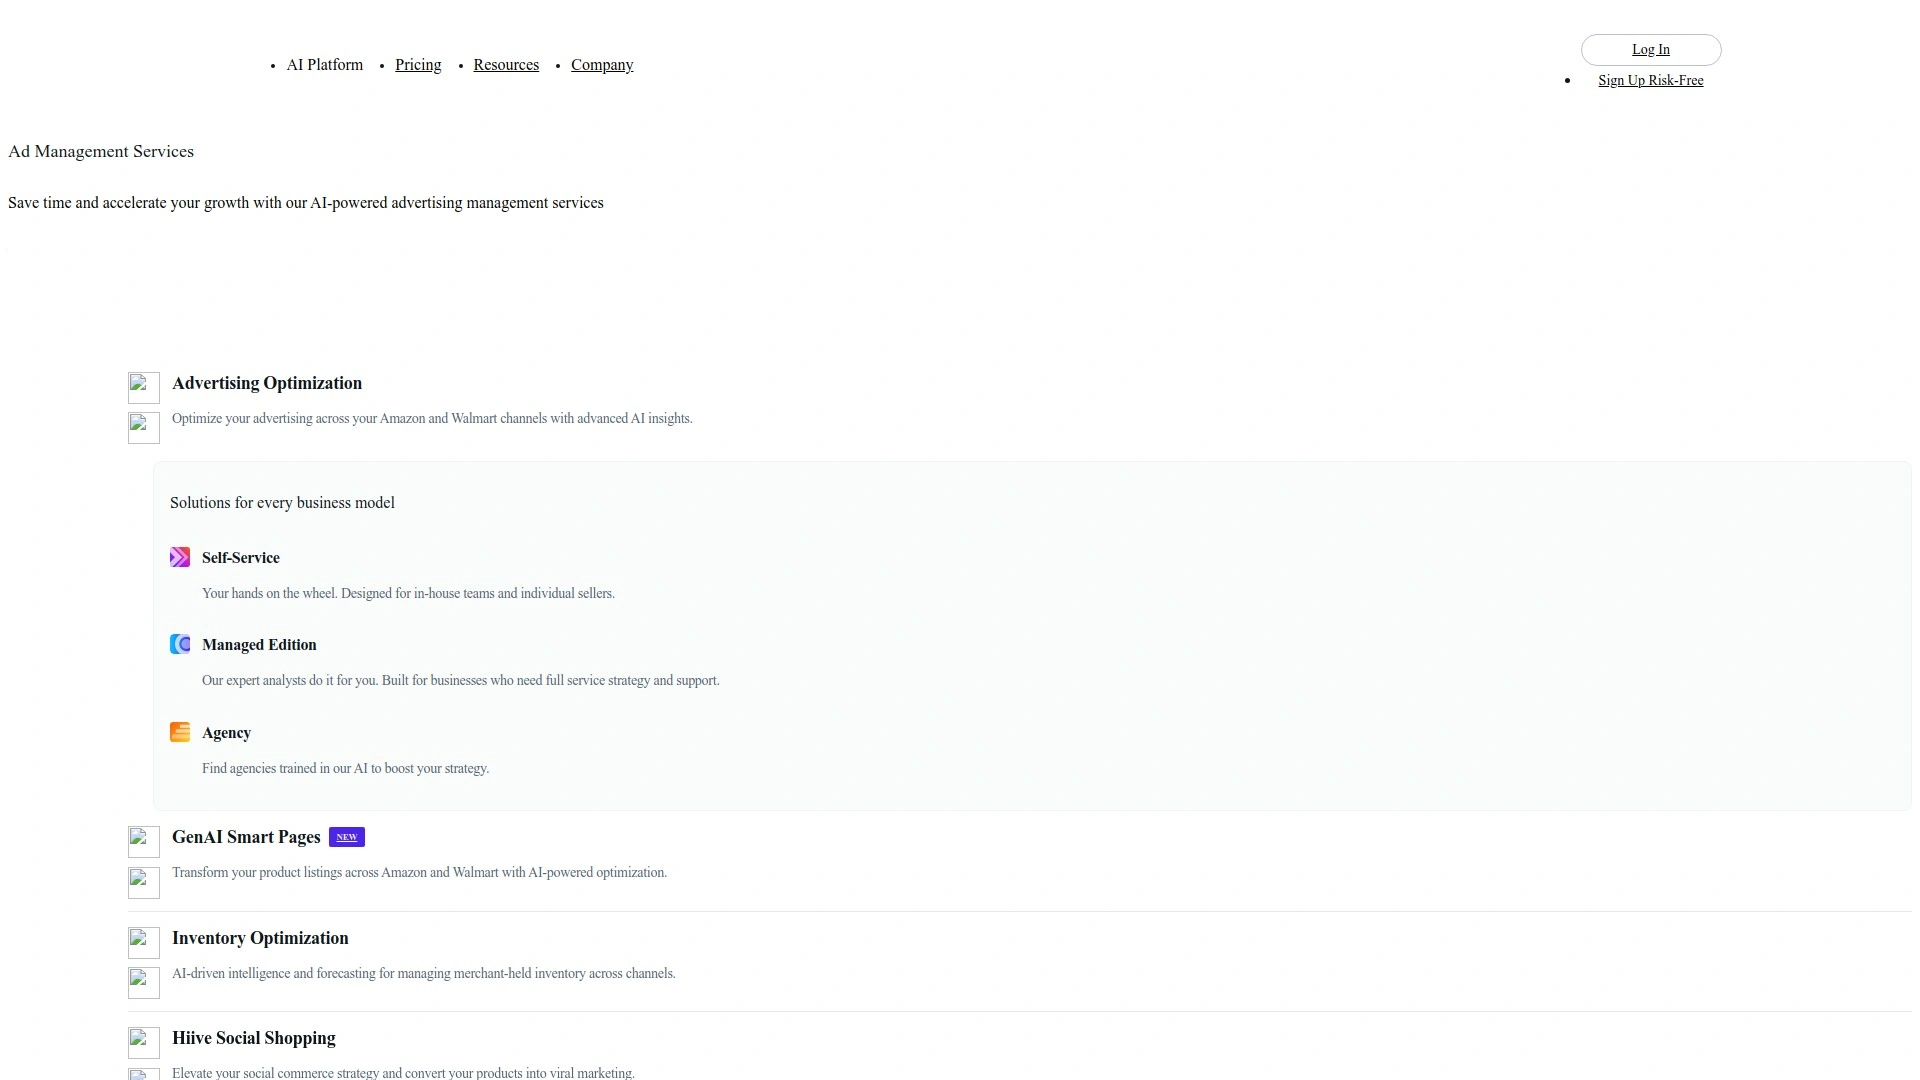 AI Platform
Pricing
Resources
Company
Log In
Sign Up Risk-Free
Ad Management Services
Save time and accelerate your growth with our AI-powered advertising management services
Advertising Optimization
Optimize your advertising across your Amazon and Walmart channels with advanced AI insights.
Solutions for every business model
Self-Service
Your hands on the wheel. Designed for in-house teams and individual sellers.
Managed Edition
Our expert analysts do it for you. Built for businesses who need full service strategy and support.
Agency
Find agencies trained in our AI to boost your strategy.
GenAI Smart Pages NEW
Transform your product listings across Amazon and Walmart with AI-powered optimization.
Inventory Optimization
AI-driven intelligence and forecasting for managing merchant-held inventory across channels.
Hiive Social Shopping
Elevate your social commerce strategy and convert your products into viral marketing.